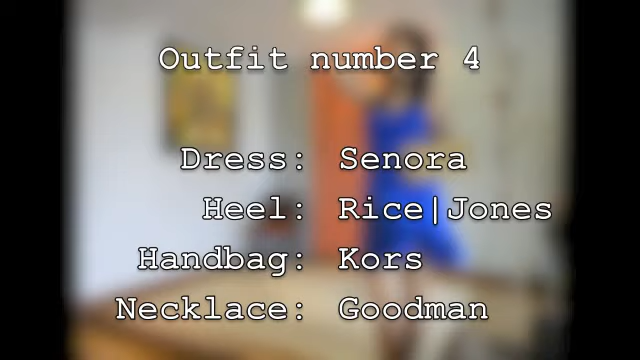 Outfit number 4
Dress: Senora
Heel: Rice|Jones
Handbag: Kors
Necklace: Goodman